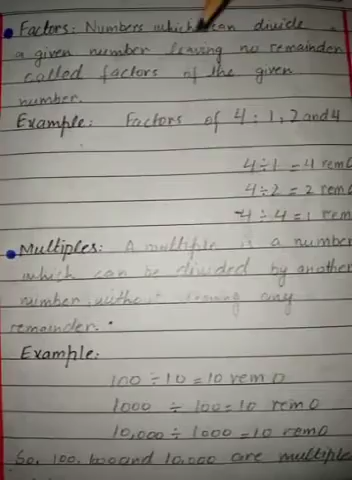 Factors: Numbers which can divide
a given number leaving no remainder
called factors of the given
number.
Example: Factors of 4 : 1, 2 and 4
4÷1 = 4 rem 0
4÷2 = 2 rem 0
4÷4 = 1 rem
Multiples: A multiple is a number
which can be divided by another
number without leaving any
remainder.
Example:
100 ÷ 10 = 10 rem 0
1000 ÷ 100 = 10 rem 0
10,000 ÷ 1000 = 10 rem 0
So, 100, 1000 and 10,000 are multiple